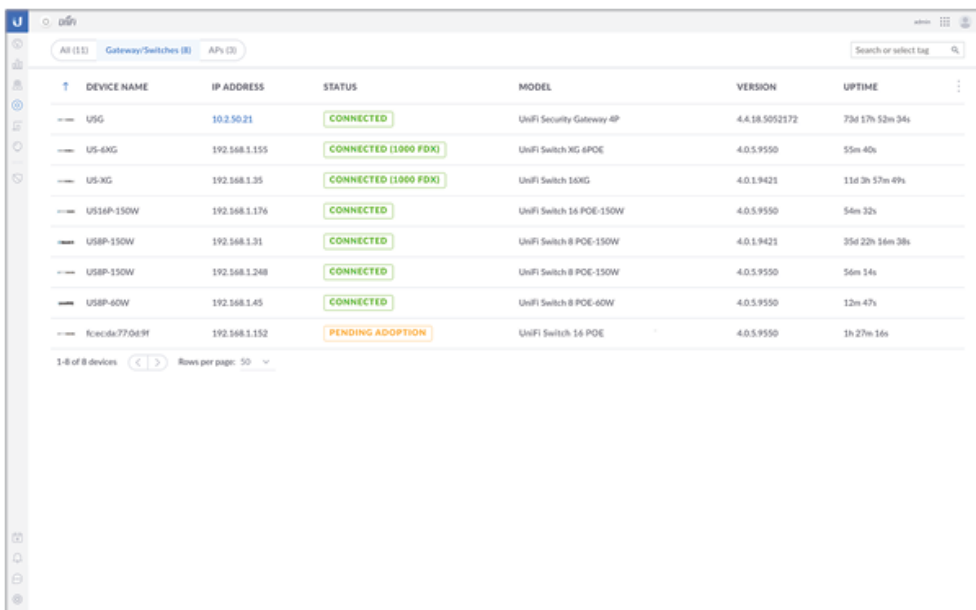 U UniFi admin
All (11) Gateway/Switches (8) APs (3) Search or select tag
↑ DEVICE NAME IP ADDRESS STATUS MODEL VERSION UPTIME
USG 10.2.50.21 CONNECTED UniFi Security Gateway 4P 4.4.18.5052172 73d 17h 52m 34s
US-6XG 192.168.1.155 CONNECTED (1000 FDX) UniFi Switch XG 6POE 4.0.5.9550 55m 40s
US-XG 192.168.1.35 CONNECTED (1000 FDX) UniFi Switch 16XG 4.0.1.9421 11d 3h 57m 49s
US16P-150W 192.168.1.176 CONNECTED UniFi Switch 16 POE-150W 4.0.5.9550 54m 32s
US8P-150W 192.168.1.31 CONNECTED UniFi Switch 8 POE-150W 4.0.1.9421 35d 22h 16m 38s
US8P-150W 192.168.1.248 CONNECTED UniFi Switch 8 POE-150W 4.0.5.9550 56m 14s
US8P-60W 192.168.1.45 CONNECTED UniFi Switch 8 POE-60W 4.0.5.9550 12m 47s
fc:ec:da:77:0d:9f 192.168.1.152 PENDING ADOPTION UniFi Switch 16 POE 4.0.5.9550 1h 27m 16s
1-8 of 8 devices < > Rows per page: 50